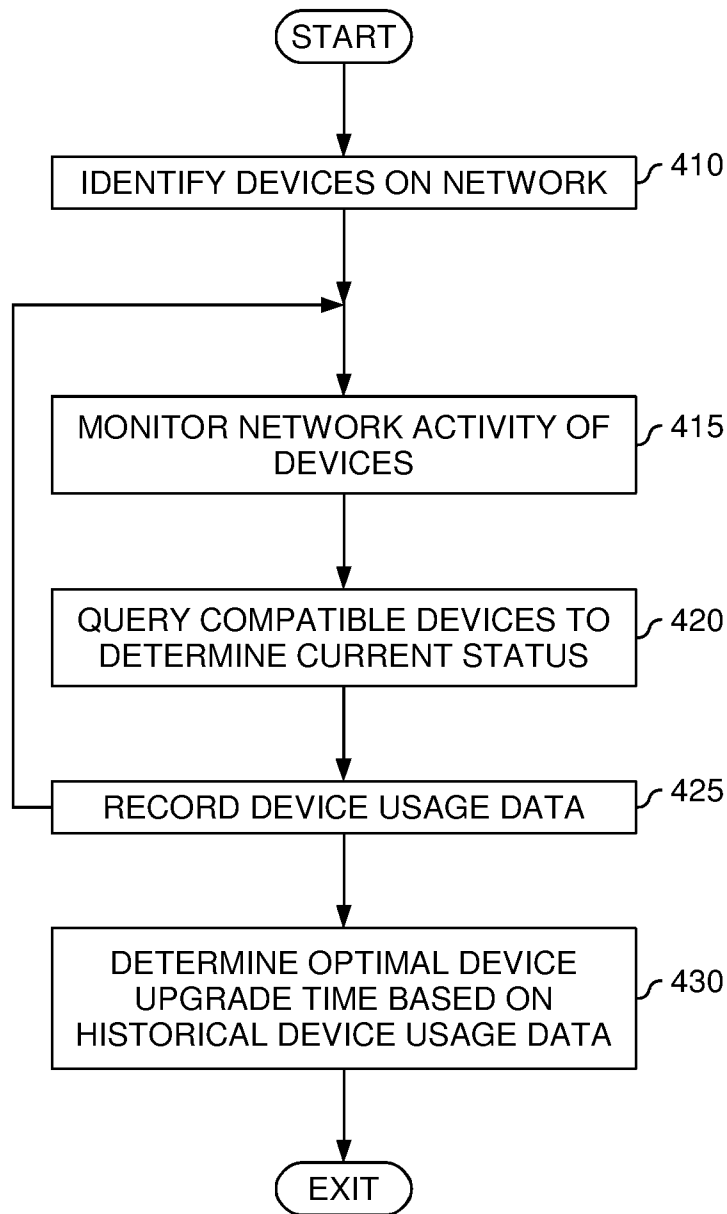 START
IDENTIFY DEVICES ON NETWORK
410
MONITOR NETWORK ACTIVITY OF
DEVICES
415
QUERY COMPATIBLE DEVICES TO
DETERMINE CURRENT STATUS
420
RECORD DEVICE USAGE DATA
425
DETERMINE OPTIMAL DEVICE
UPGRADE TIME BASED ON
HISTORICAL DEVICE USAGE DATA
430
EXIT